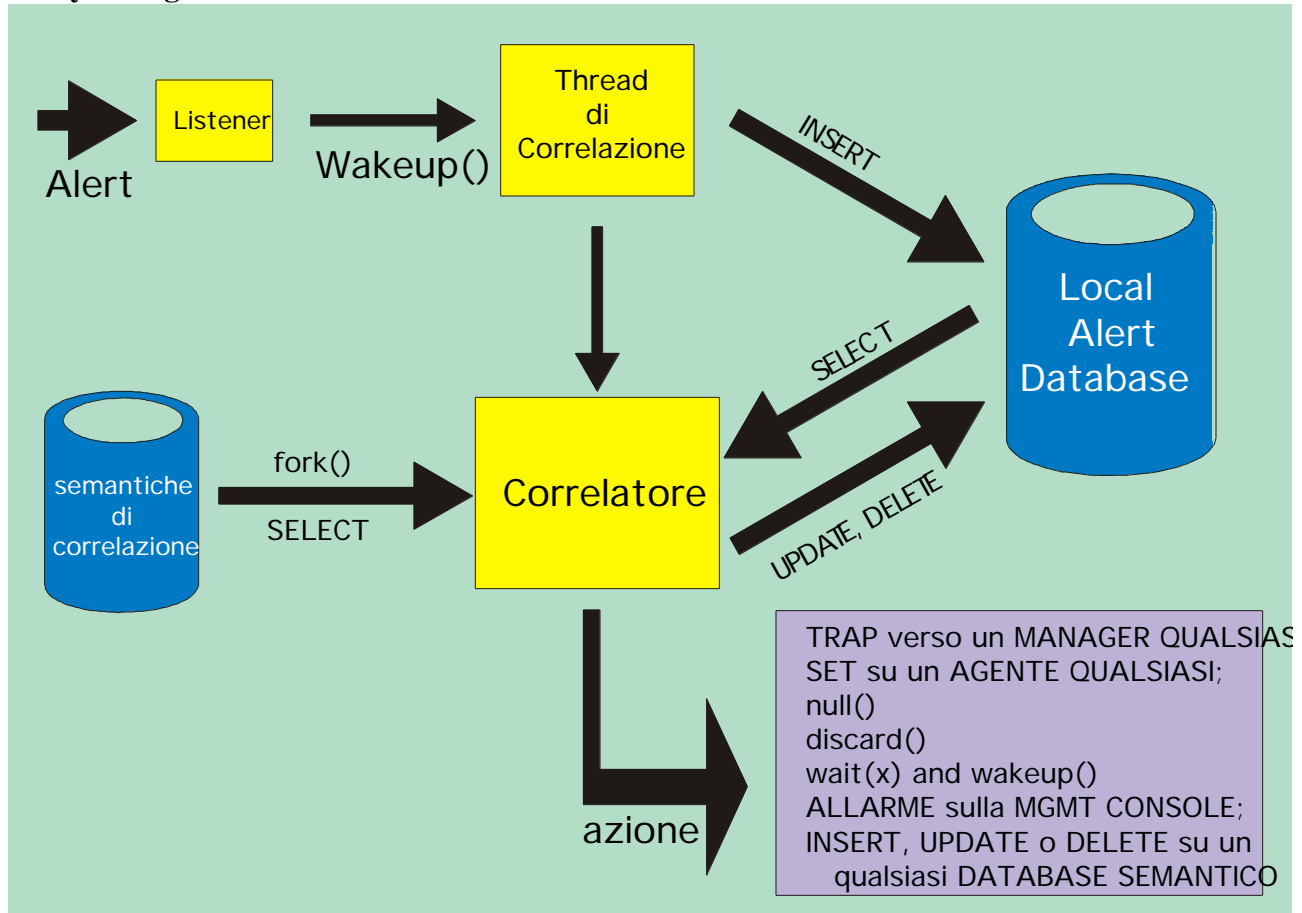 Alert
Listener
Wakeup()
Thread
di
Correlazione
INSERT
Local
Alert
Database
SELECT
UPDATE, DELETE
semantiche
di
correlazione
fork()
SELECT
Correlatore
azione
TRAP verso un MANAGER QUALSIAS
SET su un AGENTE QUALSIASI;
null()
discard()
wait(x) and wakeup()
ALLARME sulla MGMT CONSOLE;
INSERT, UPDATE o DELETE su un
qualsiasi DATABASE SEMANTICO